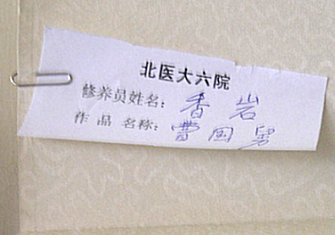 北医大六院
修养员姓名：香岩
作品名称：曹国舅